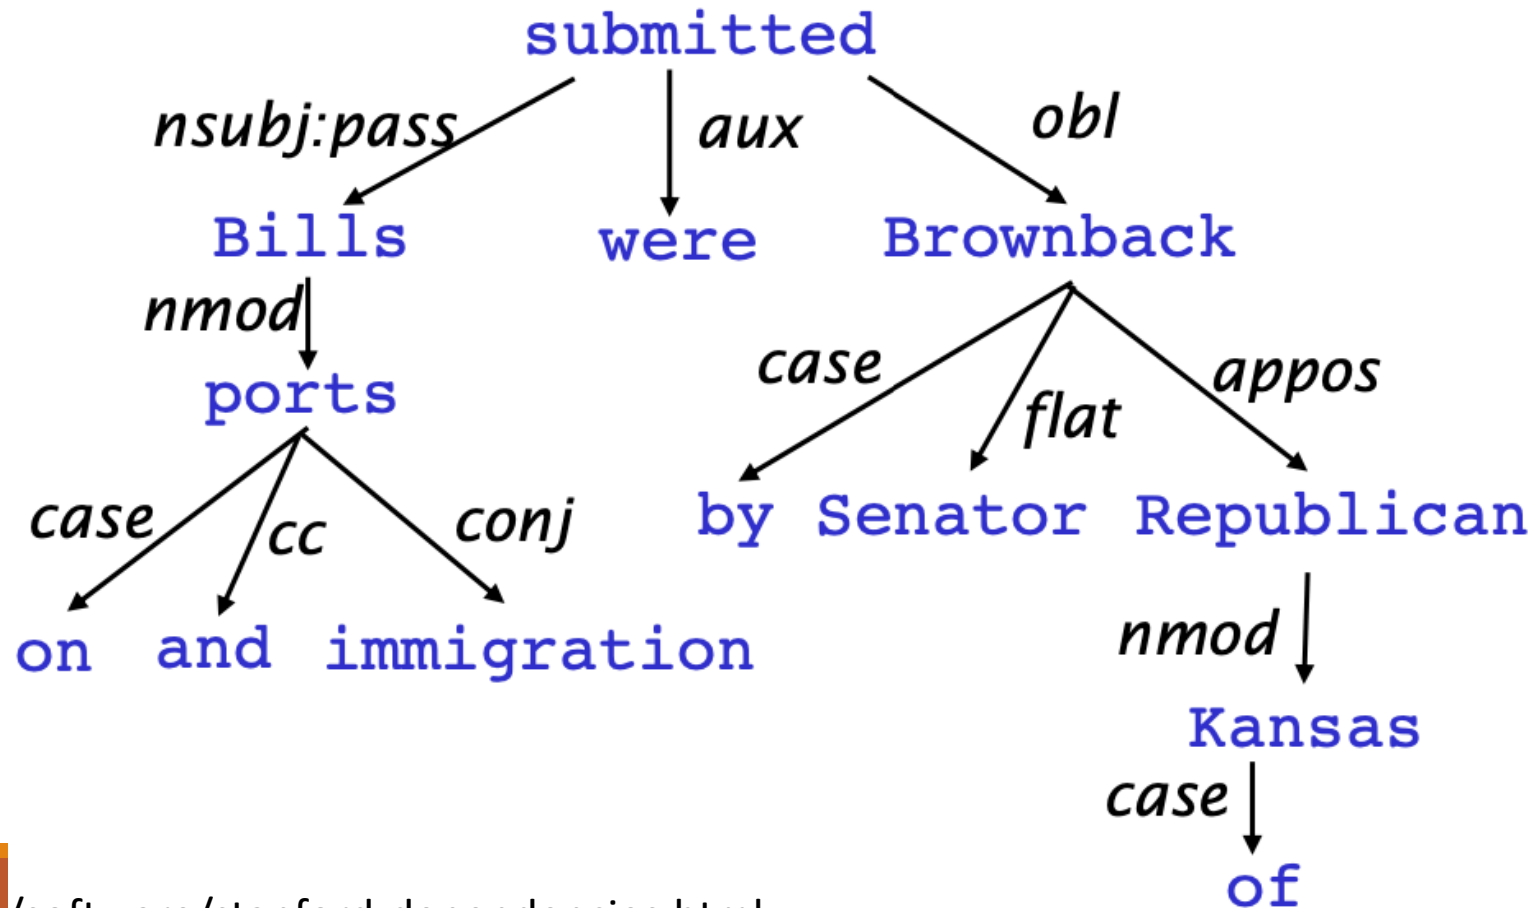 submitted
nsubj:pass aux obl
Bills were Brownback
nmod
ports
case flat appos
case cc conj
by Senator Republican
on and immigration
nmod
Kansas
case
of